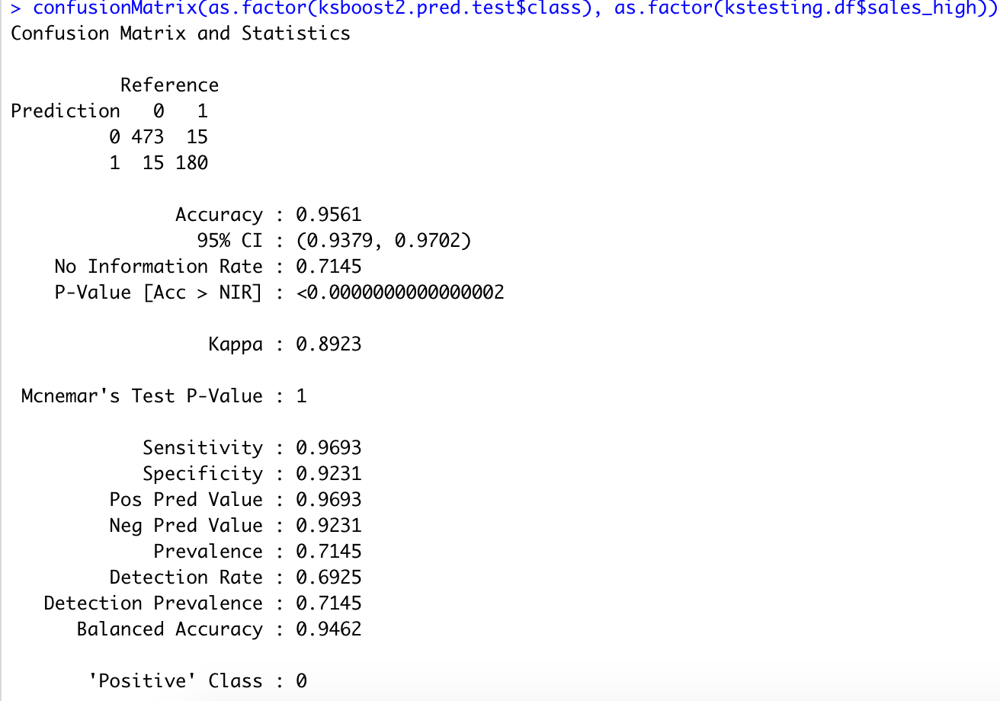 > confusionMatrix(as.factor(ksboost2.pred.test$class), as.factor(kstesting.df$sales_high))
Confusion Matrix and Statistics
Reference
Prediction 0 1
0 473 15
1 15 180
Accuracy : 0.9561
95% CI : (0.9379, 0.9702)
No Information Rate : 0.7145
P-Value [Acc > NIR] : <0.0000000000000002
Kappa : 0.8923
Mcnemar's Test P-Value : 1
Sensitivity : 0.9693
Specificity : 0.9231
Pos Pred Value : 0.9693
Neg Pred Value : 0.9231
Prevalence : 0.7145
Detection Rate : 0.6925
Detection Prevalence : 0.7145
Balanced Accuracy : 0.9462
'Positive' Class : 0